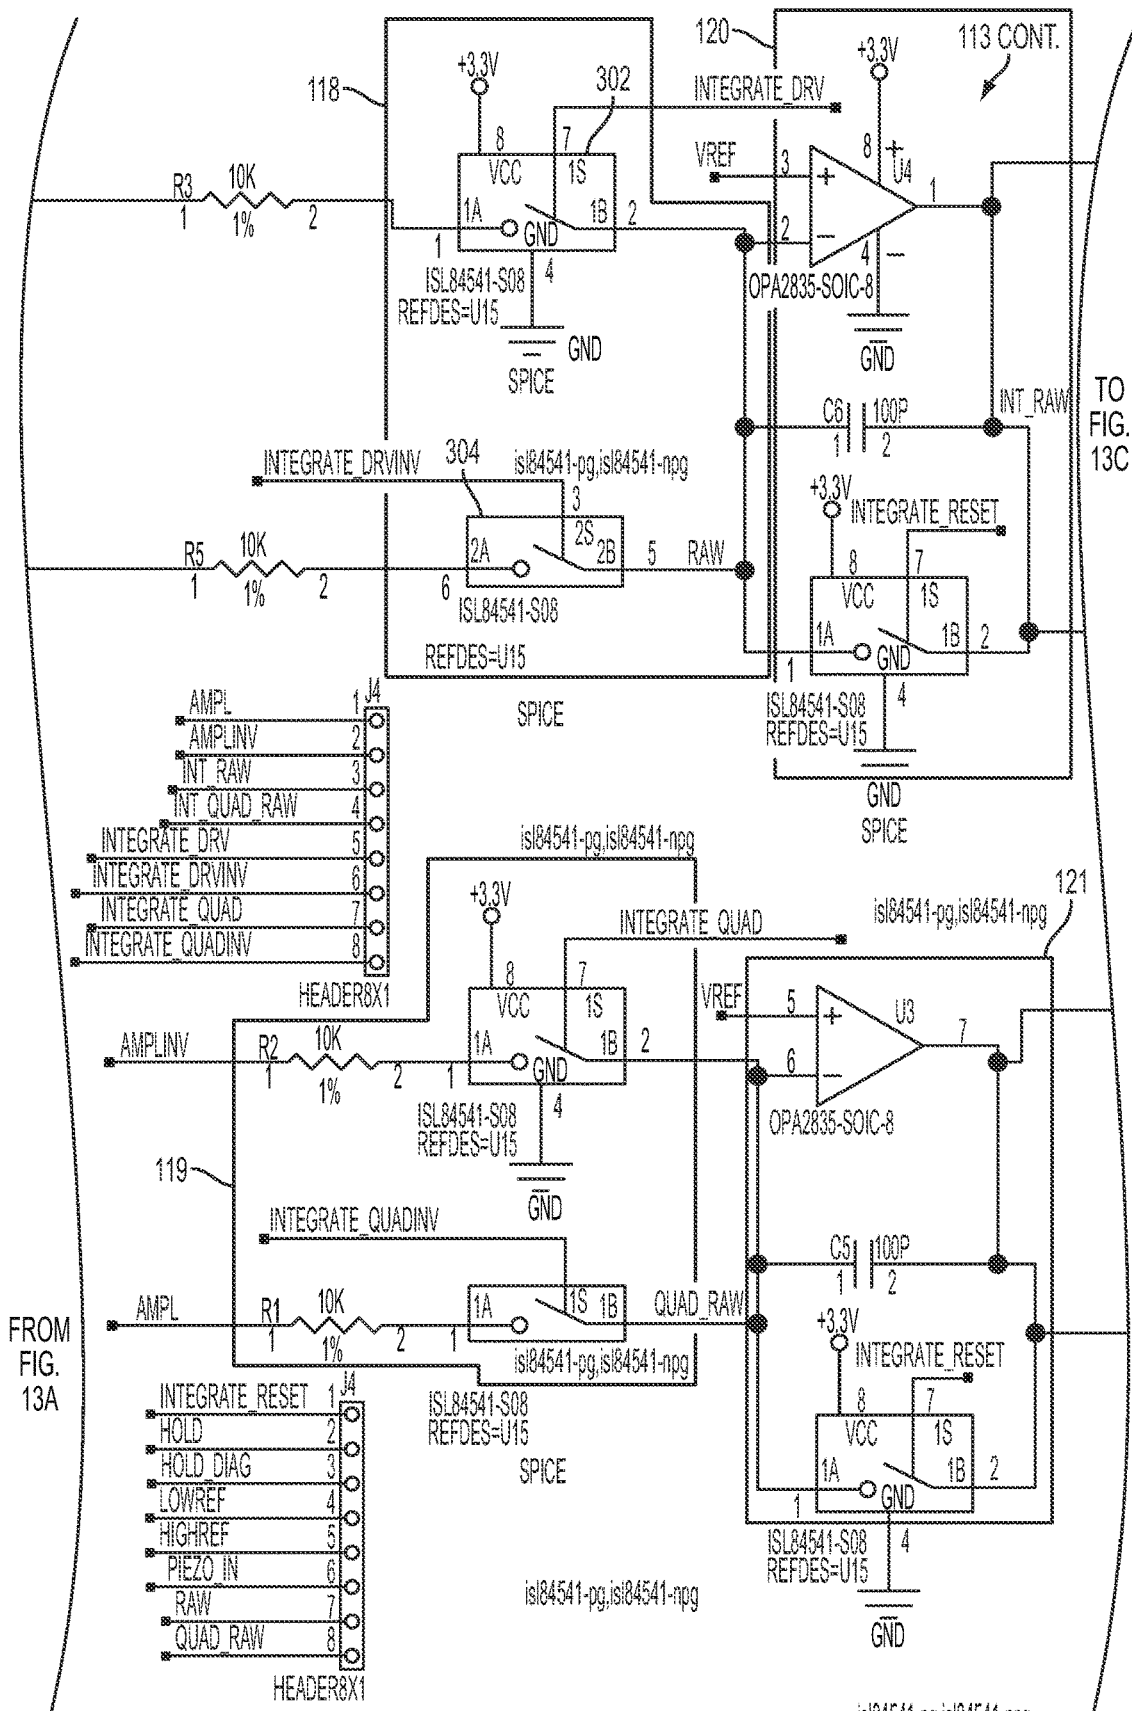 118
120
113 CONT.
+3.3V
302
INTEGRATE_DRV
+3.3V
8
VCC
7
1S
VREF
3
8
+
U4
+
1
R3
10K
1
1%
2
1A
1
GND
1B
2
2
−
4
−
4
ISL84541-S08
REFDES=U15
OPA2835-SOIC-8
GND
SPICE
GND
C6
100P
1
2
INT_RAW
TO
FIG.
13C
INTEGRATE_DRVINV
304
isl84541-pg,isl84541-npg
3
+3.3V
INTEGRATE_RESET
R5
10K
1
1%
2
2A
2S
2B
6
5
RAW
ISL84541-S08
REFDES=U15
8
VCC
7
1S
1A
GND
1B
2
1
4
ISL84541-S08
REFDES=U15
SPICE
GND
SPICE
J4
AMPL 1
AMPLINV 2
INT_RAW 3
INT_QUAD_RAW 4
INTEGRATE_DRV 5
INTEGRATE_DRVINV 6
INTEGRATE_QUAD 7
INTEGRATE_QUADINV 8
HEADER8X1
isl84541-pg,isl84541-npg
+3.3V
INTEGRATE_QUAD
isl84541-pg,isl84541-npg
121
8
VCC
7
1S
VREF
5
+
U3
7
AMPLINV
R2
10K
1
1%
2
1A
1
GND
1B
2
6
−
4
ISL84541-S08
REFDES=U15
OPA2835-SOIC-8
119
GND
INTEGRATE_QUADINV
C5
100P
1
2
AMPL
R1
10K
1
1%
2
1A
1
1S
1B
QUAD_RAW
isl84541-pg,isl84541-npg
ISL84541-S08
REFDES=U15
SPICE
+3.3V
INTEGRATE_RESET
8
VCC
7
1S
1A
GND
1B
2
1
4
ISL84541-S08
REFDES=U15
GND
FROM
FIG.
13A
J4
INTEGRATE_RESET 1
HOLD 2
HOLD_DIAG 3
LOWREF 4
HIGHREF 5
PIEZO_IN 6
RAW 7
QUAD_RAW 8
HEADER8X1
isl84541-pg,isl84541-npg